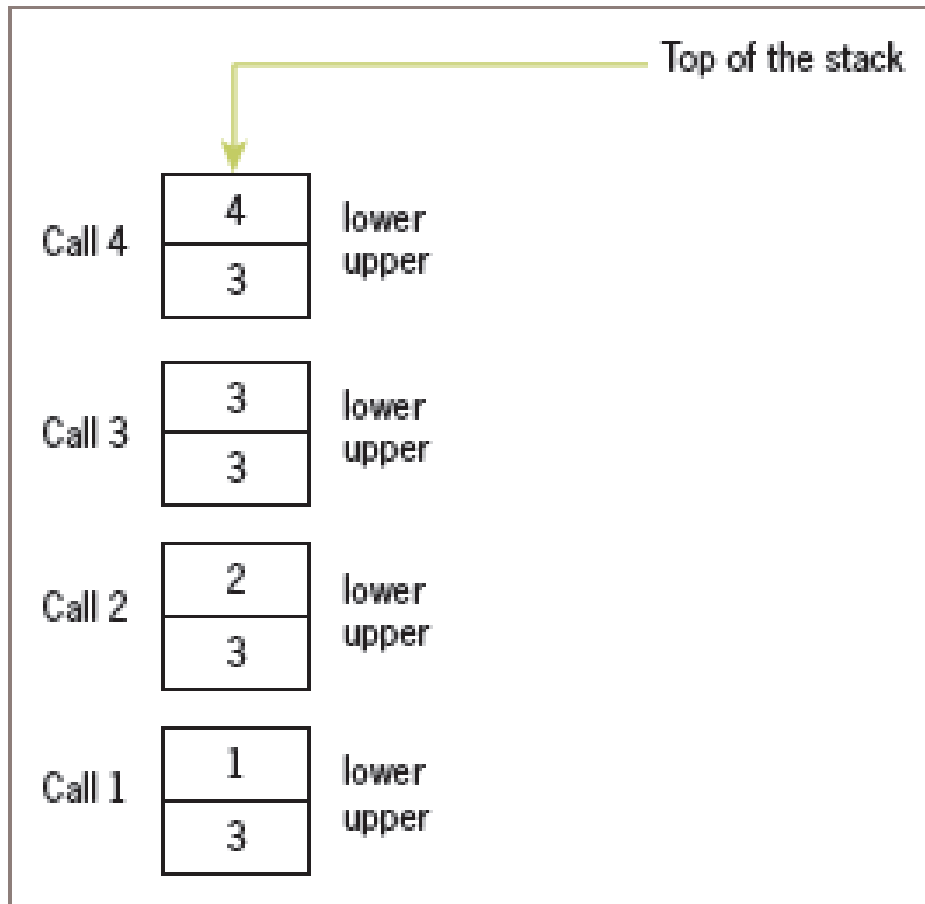 Top of the stack
Call 4
4
3
lower
upper
Call 3
3
3
lower
upper
Call 2
2
3
lower
upper
Call 1
1
3
lower
upper